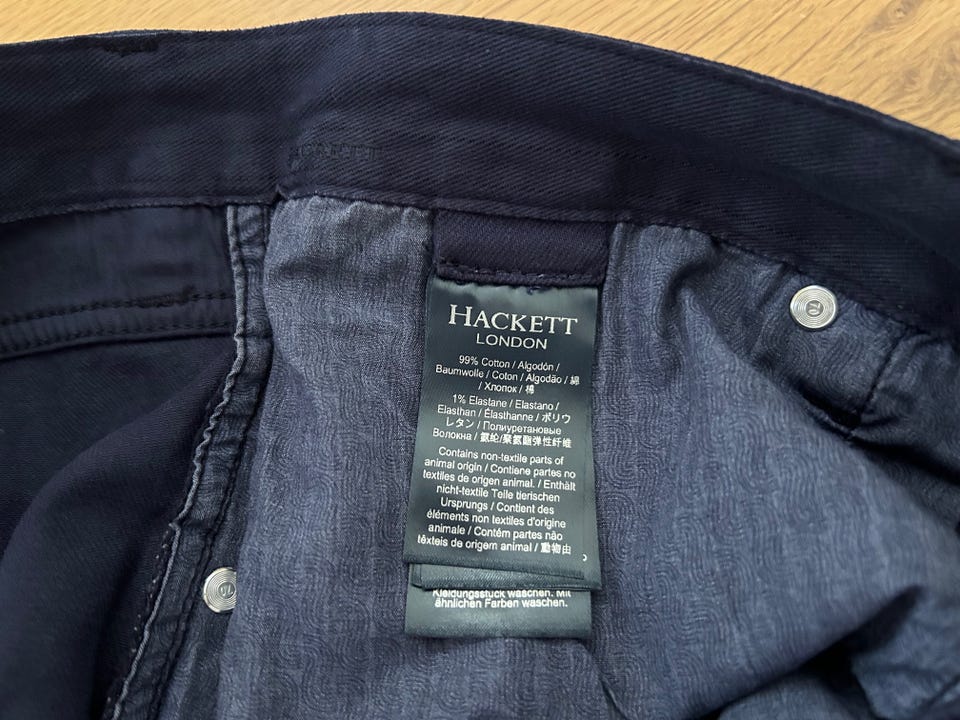 HACKETT
LONDON
99% Cotton / Algodón /
Baumwolle / Coton / Algodão / 綿
/ Хлопок / 棉
1% Elastane / Elastano /
Elasthan / Élasthanne / ポリウ
レタン / Полиуретановые
Волокна / 氨纶/聚氨酯弹性纤维
Contains non-textile parts of
animal origin / Contiene partes no
textiles de origen animal. / Enthält
nicht-textile Teile tierischen
Ursprungs / Contient des
éléments non textiles d'origine
animale / Contém partes não
têxteis de origem animal / 動物由
Kleidungsstück waschen. Mit
ähnlichen Farben waschen.
70
70